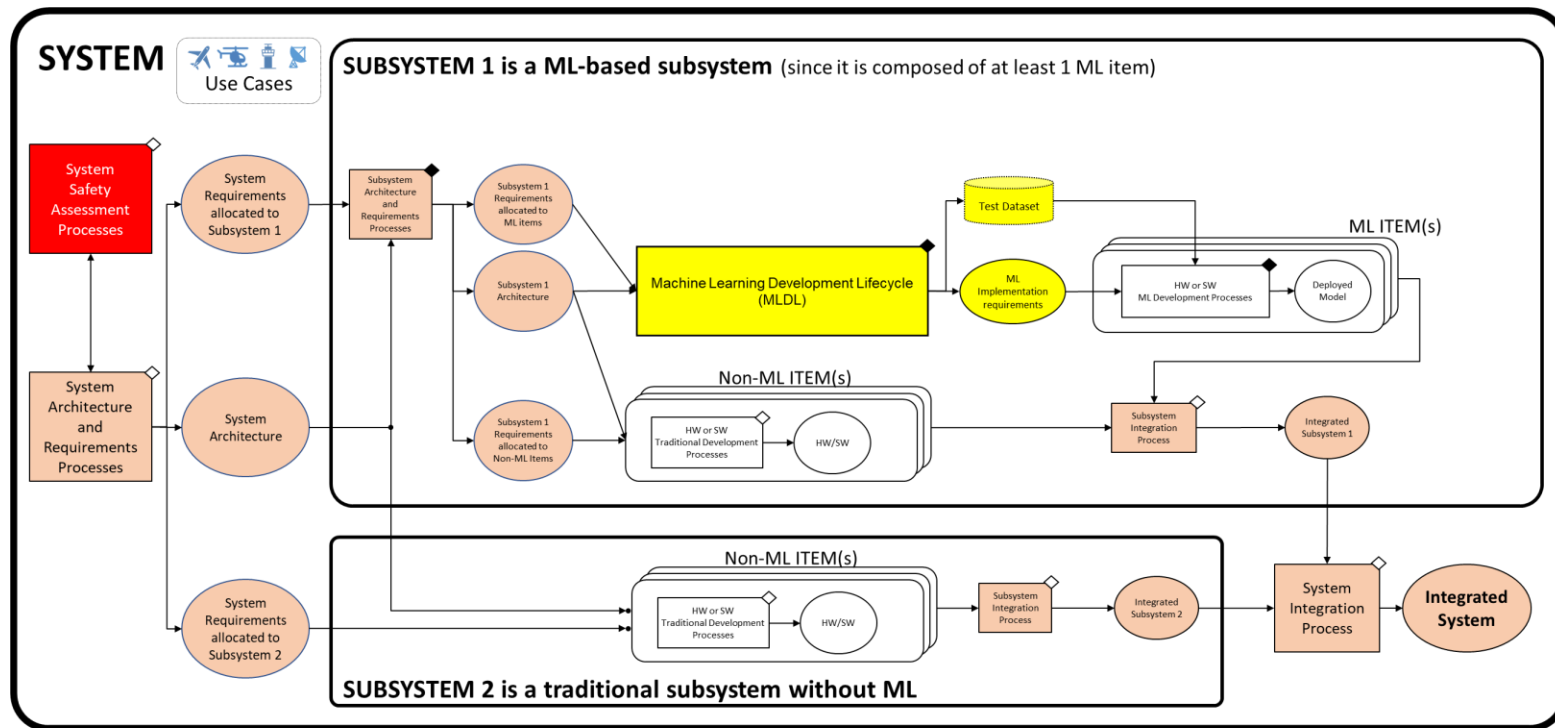 SYSTEM
Use Cases
SUBSYSTEM 1 is a ML-based subsystem (since it is composed of at least 1 ML item)
System
Safety
Assessment
Processes
System
Requirements
allocated to
Subsystem 1
Subsystem
Architecture
and
Requirements
Processes
Subsystem 1
Requirements
allocated to
ML items
Test Dataset
ML ITEM(s)
Machine Learning Development Lifecycle
(MLDL)
Subsystem 1
Architecture
ML
Implementation
requirements
HW or SW
ML Development Processes
Deployed
Model
System
Architecture
and
Requirements
Processes
System
Architecture
Non-ML ITEM(s)
Subsystem 1
Requirements
allocated to
Non-ML Items
HW or SW
Traditional Development
Processes
HW/SW
Subsystem
Integration
Process
Integrated
Subsystem 1
Non-ML ITEM(s)
System
Requirements
allocated to
Subsystem 2
HW or SW
Traditional Development
Processes
HW/SW
Subsystem
Integration
Process
Integrated
Subsystem 2
System
Integration
Process
Integrated
System
SUBSYSTEM 2 is a traditional subsystem without ML